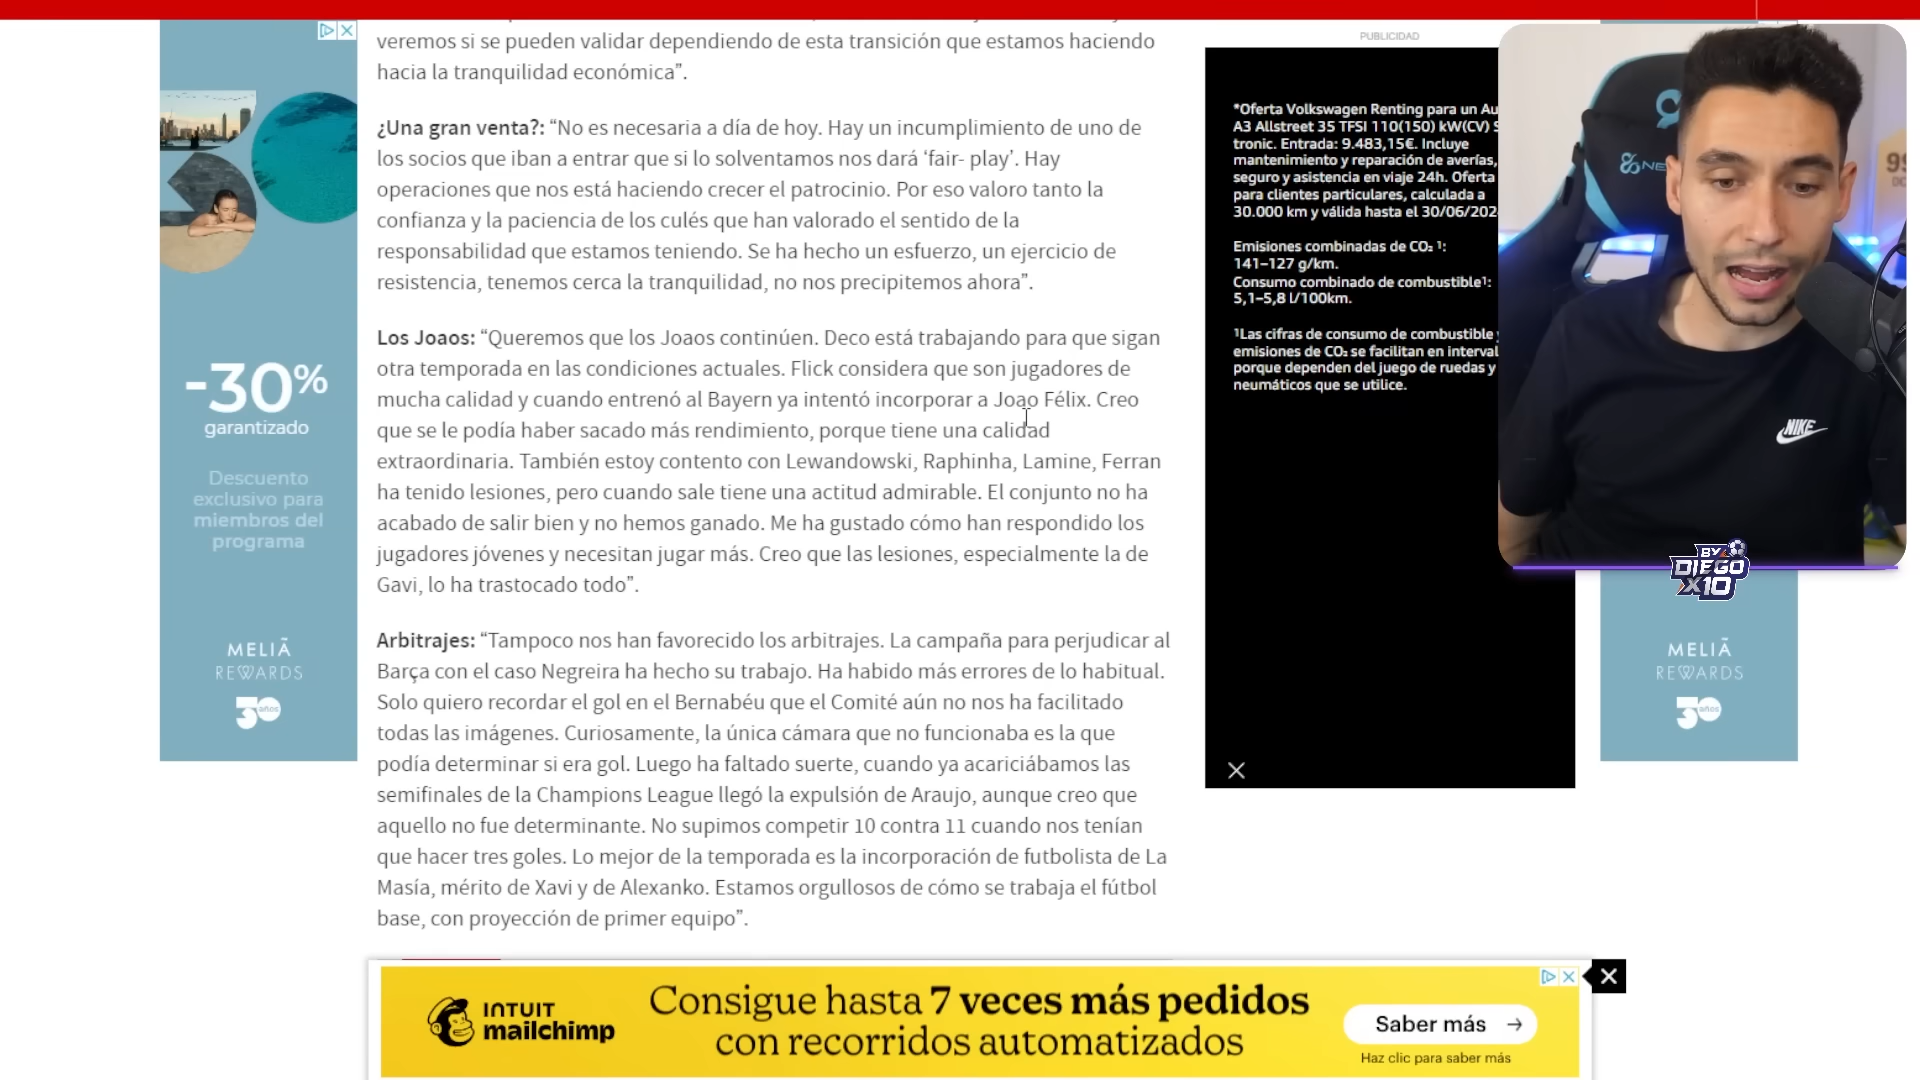 veremos si se pueden validar dependiendo de esta transición que estamos haciendo
hacia la tranquilidad económica”.
¿Una gran venta?: “No es necesaria a día de hoy. Hay un incumplimiento de uno de
los socios que iban a entrar que si lo solventamos nos dará ‘fair- play’. Hay
operaciones que nos está haciendo crecer el patrocinio. Por eso valoro tanto la
confianza y la paciencia de los culés que han valorado el sentido de la
responsabilidad que estamos teniendo. Se ha hecho un esfuerzo, un ejercicio de
resistencia, tenemos cerca la tranquilidad, no nos precipitemos ahora”.
Los Joaos: “Queremos que los Joaos continúen. Deco está trabajando para que sigan
otra temporada en las condiciones actuales. Flick considera que son jugadores de
mucha calidad y cuando entrenó al Bayern ya intentó incorporar a Joao Félix. Creo
que se le podía haber sacado más rendimiento, porque tiene una calidad
extraordinaria. También estoy contento con Lewandowski, Raphinha, Lamine, Ferran
ha tenido lesiones, pero cuando sale tiene una actitud admirable. El conjunto no ha
acabado de salir bien y no hemos ganado. Me ha gustado cómo han respondido los
jugadores jóvenes y necesitan jugar más. Creo que las lesiones, especialmente la de
Gavi, lo ha trastocado todo”.
Arbitrajes: “Tampoco nos han favorecido los arbitrajes. La campaña para perjudicar al
Barça con el caso Negreira ha hecho su trabajo. Ha habido más errores de lo habitual.
Solo quiero recordar el gol en el Bernabéu que el Comité aún no nos ha facilitado
todas las imágenes. Curiosamente, la única cámara que no funcionaba es la que
podía determinar si era gol. Luego ha faltado suerte, cuando ya acariciábamos las
semifinales de la Champions League llegó la expulsión de Araujo, aunque creo que
aquello no fue determinante. No supimos competir 10 contra 11 cuando nos tenían
que hacer tres goles. Lo mejor de la temporada es la incorporación de futbolista de La
Masía, mérito de Xavi y de Alexanko. Estamos orgullosos de cómo se trabaja el fútbol
base, con proyección de primer equipo”.
-30%
garantizado
Descuento
exclusivo para
miembros del
programa
MELIÃ
REWARDS
30 años
PUBLICIDAD
*Oferta Volkswagen Renting para un Au
A3 Allstreet 35 TFSI 110(150) kW(CV) S
tronic. Entrada: 9.483,15€. Incluye
mantenimiento y reparación de averías,
seguro y asistencia en viaje 24h. Oferta
para clientes particulares, calculada a
30.000 km y válida hasta el 30/06/202
Emisiones combinadas de CO₂ ¹:
141–127 g/km.
Consumo combinado de combustible¹:
5,1–5,8 l/100km.
¹Las cifras de consumo de combustible y
emisiones de CO₂ se facilitan en interval
porque dependen del juego de ruedas y
neumáticos que se utilice.
NIKE
BY
DIEGO
X10
MELIÃ
REWARDS
30 años
INTUIT
mailchimp
Consigue hasta 7 veces más pedidos
con recorridos automatizados
Saber más →
Haz clic para saber más